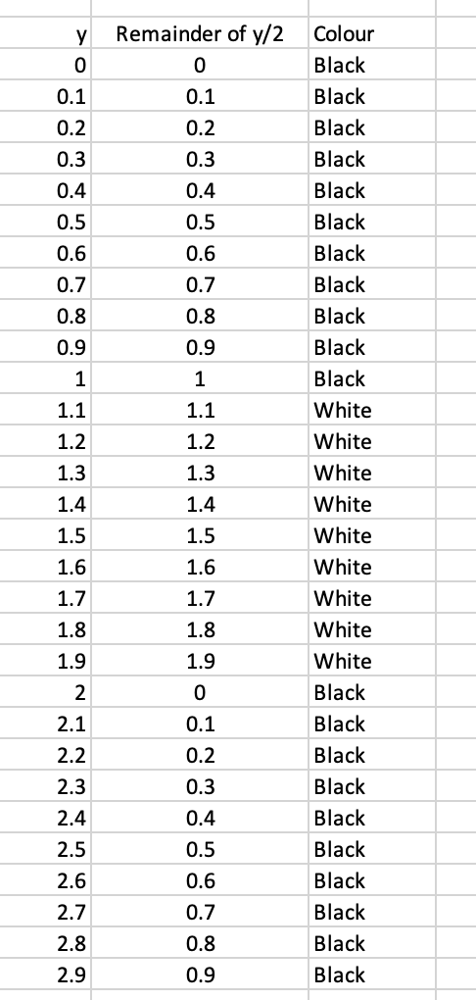 y Remainder of y/2 Colour
0 0 Black
0.1 0.1 Black
0.2 0.2 Black
0.3 0.3 Black
0.4 0.4 Black
0.5 0.5 Black
0.6 0.6 Black
0.7 0.7 Black
0.8 0.8 Black
0.9 0.9 Black
1 1 Black
1.1 1.1 White
1.2 1.2 White
1.3 1.3 White
1.4 1.4 White
1.5 1.5 White
1.6 1.6 White
1.7 1.7 White
1.8 1.8 White
1.9 1.9 White
2 0 Black
2.1 0.1 Black
2.2 0.2 Black
2.3 0.3 Black
2.4 0.4 Black
2.5 0.5 Black
2.6 0.6 Black
2.7 0.7 Black
2.8 0.8 Black
2.9 0.9 Black